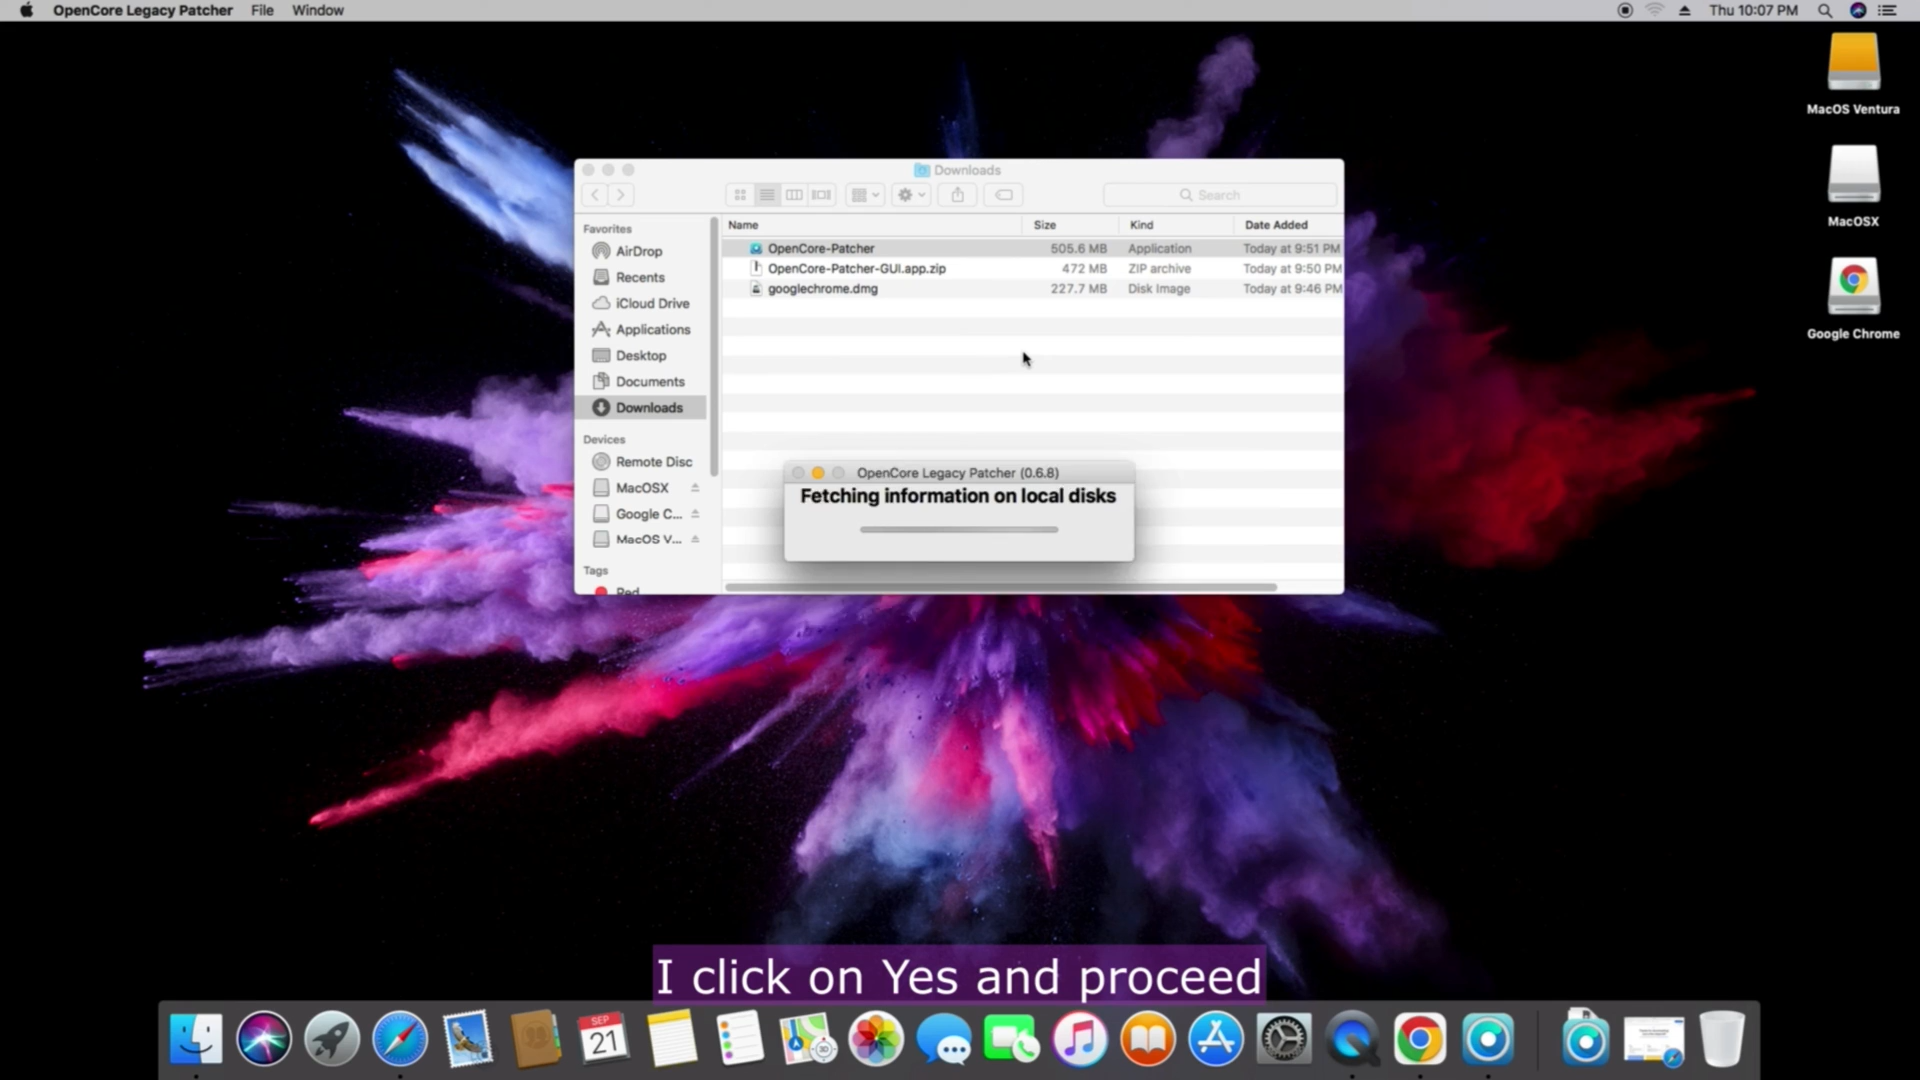 OpenCore Legacy Patcher File Window Thu 10:07 PM
MacOS Ventura
MacOSX
Google Chrome
Downloads
Search
Favorites
AirDrop
Recents
iCloud Drive
Applications
Desktop
Documents
Downloads
Devices
Remote Disc
MacOSX
Google C...
MacOS V...
Tags
Red
Name Size Kind Date Added
OpenCore-Patcher 505.6 MB Application Today at 9:51 PM
OpenCore-Patcher-GUI.app.zip 472 MB ZIP archive Today at 9:50 PM
googlechrome.dmg 227.7 MB Disk Image Today at 9:46 PM
OpenCore Legacy Patcher (0.6.8)
Fetching information on local disks
I click on Yes and proceed
SEP
21